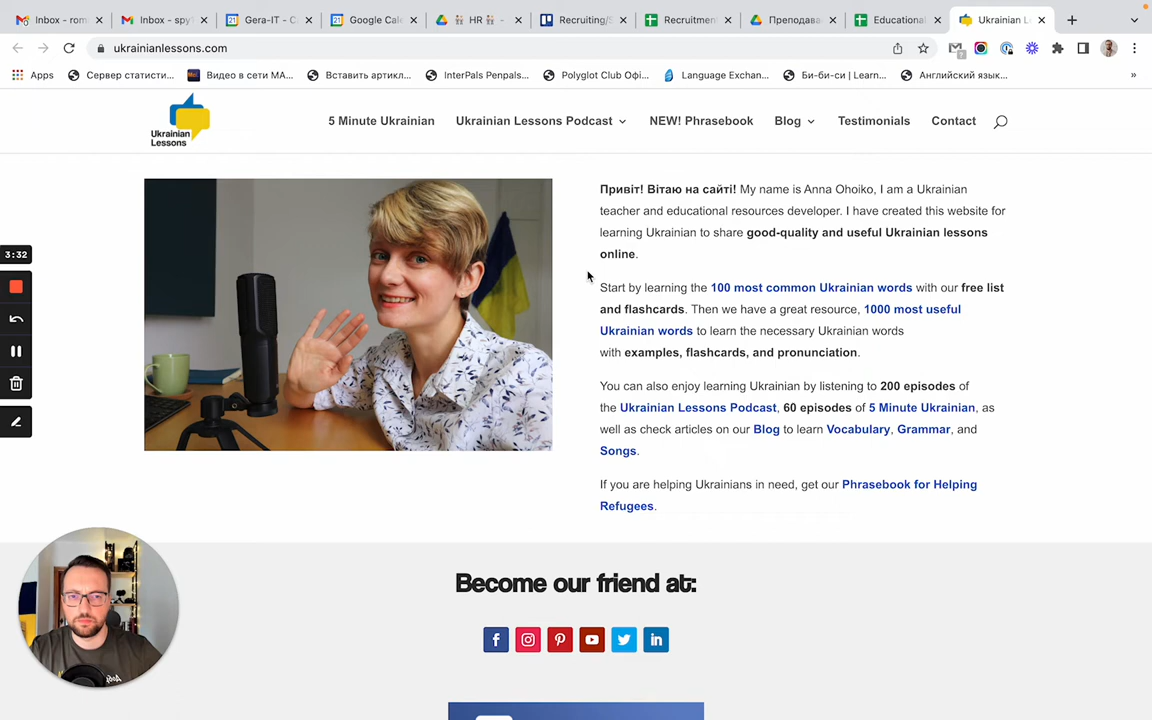 Inbox - rom
Inbox - spy
Gera-IT - C
Google Cale
HR
Recruiting/S
Recruitmen
Преподава
Educational
Ukrainian L
ukrainianlessons.com
Apps
Сервер статисти...
Видео в сети МА...
Вставить артикл...
InterPals Penpals...
Polyglot Club Офі...
Language Exchan...
Би-би-си | Learn...
Английский язык...
»
Ukrainian
Lessons
5 Minute Ukrainian
Ukrainian Lessons Podcast
NEW! Phrasebook
Blog
Testimonials
Contact
Привіт! Вітаю на сайті! My name is Anna Ohoiko, I am a Ukrainian
teacher and educational resources developer. I have created this website for
learning Ukrainian to share good-quality and useful Ukrainian lessons
online.
3:32
Start by learning the 100 most common Ukrainian words with our free list
and flashcards. Then we have a great resource, 1000 most useful
Ukrainian words to learn the necessary Ukrainian words
with examples, flashcards, and pronunciation.
You can also enjoy learning Ukrainian by listening to 200 episodes of
the Ukrainian Lessons Podcast, 60 episodes of 5 Minute Ukrainian, as
well as check articles on our Blog to learn Vocabulary, Grammar, and
Songs.
If you are helping Ukrainians in need, get our Phrasebook for Helping
Refugees.
Become our friend at: